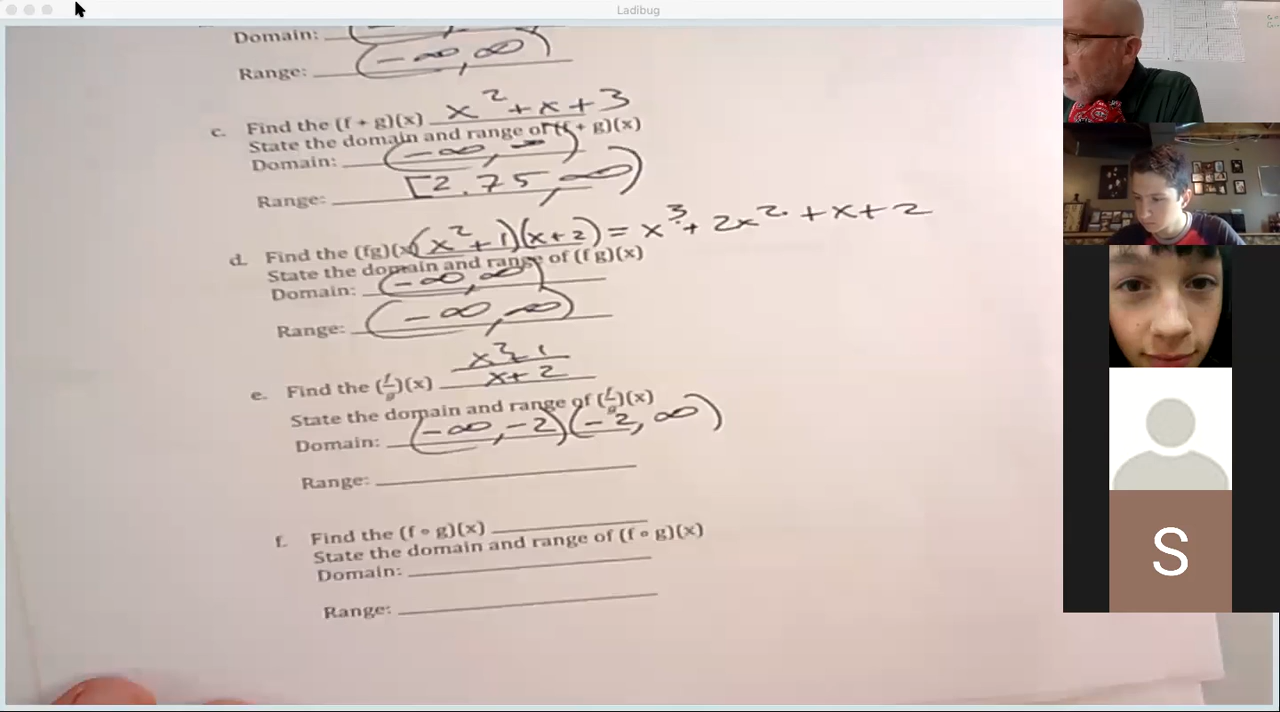 Ladibug
Domain:
Range: (-∞, ∞)
c. Find the (f + g)(x) x² + x + 3
State the domain and range of (f + g)(x)
Domain: (-∞, ∞)
Range: [2.75, ∞)
d. Find the (fg)(x) (x² + 1)(x + 2) = x³ + 2x² + x + 2
State the domain and range of (f g)(x)
Domain: (-∞, ∞)
Range: (-∞, ∞)
e. Find the (f/g)(x) x² + 1 / x + 2
State the domain and range of (f/g)(x)
Domain: (-∞, -2)(-2, ∞)
Range:
f. Find the (f ∘ g)(x)
State the domain and range of (f ∘ g)(x)
Domain:
Range:
S